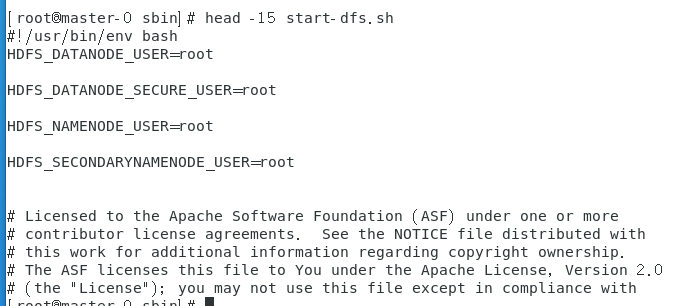 [root@master-0 sbin]# head -15 start-dfs.sh
#!/usr/bin/env bash
HDFS_DATANODE_USER=root
HDFS_DATANODE_SECURE_USER=root
HDFS_NAMENODE_USER=root
HDFS_SECONDARYNAMENODE_USER=root
# Licensed to the Apache Software Foundation (ASF) under one or more
# contributor license agreements.  See the NOTICE file distributed with
# this work for additional information regarding copyright ownership.
# The ASF licenses this file to You under the Apache License, Version 2.0
# (the "License"); you may not use this file except in compliance with
[root@master-0 sbin]#